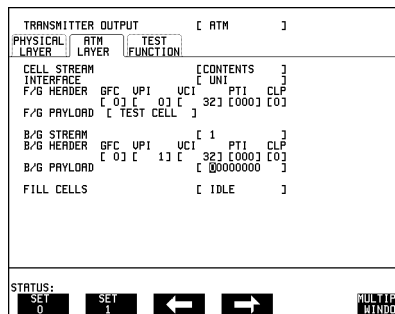 TRANSMITTER OUTPUT [ ATM ]
PHYSICAL LAYER ATM LAYER TEST FUNCTION
CELL STREAM [CONTENTS ]
INTERFACE [ UNI ]
F/G HEADER GFC VPI VCI PTI CLP
[ 0] [ 0] [ 32] [000] [0]
F/G PAYLOAD [ TEST CELL ]
B/G STREAM [ 1 ]
B/G HEADER GFC VPI VCI PTI CLP
[ 0] [ 1] [ 32] [000] [0]
B/G PAYLOAD [ 00000000 ]
FILL CELLS [ IDLE ]
STATUS:
SET 0 SET 1 MULTIP WINDO